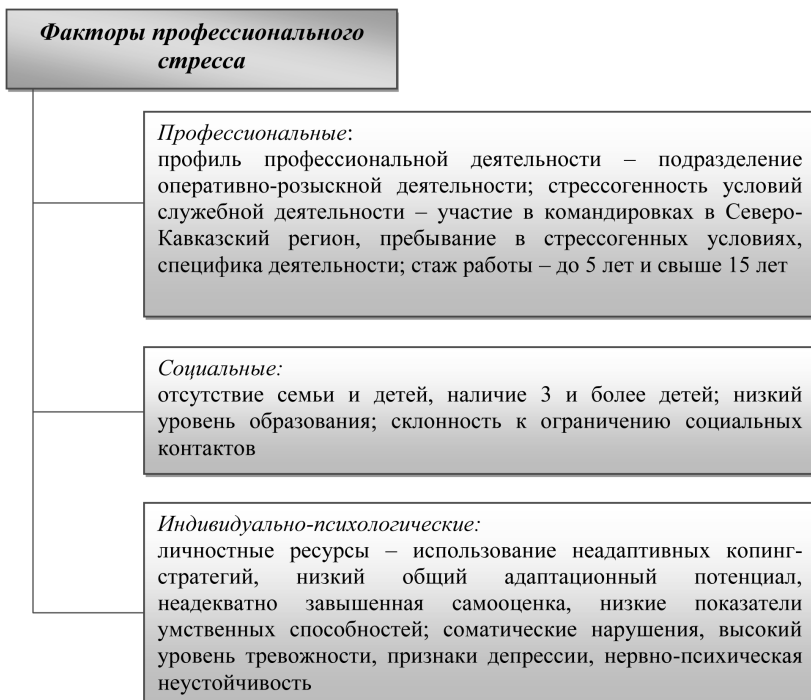 Факторы профессионального
стресса
Профессиональные:
профиль профессиональной деятельности – подразделение
оперативно-розыскной деятельности; стрессогенность условий
служебной деятельности – участие в командировках в Северо-
Кавказский регион, пребывание в стрессогенных условиях,
специфика деятельности; стаж работы – до 5 лет и свыше 15 лет
Социальные:
отсутствие семьи и детей, наличие 3 и более детей; низкий
уровень образования; склонность к ограничению социальных
контактов
Индивидуально-психологические:
личностные ресурсы – использование неадаптивных копинг-
стратегий, низкий общий адаптационный потенциал,
неадекватно завышенная самооценка, низкие показатели
умственных способностей; соматические нарушения, высокий
уровень тревожности, признаки депрессии, нервно-психическая
неустойчивость